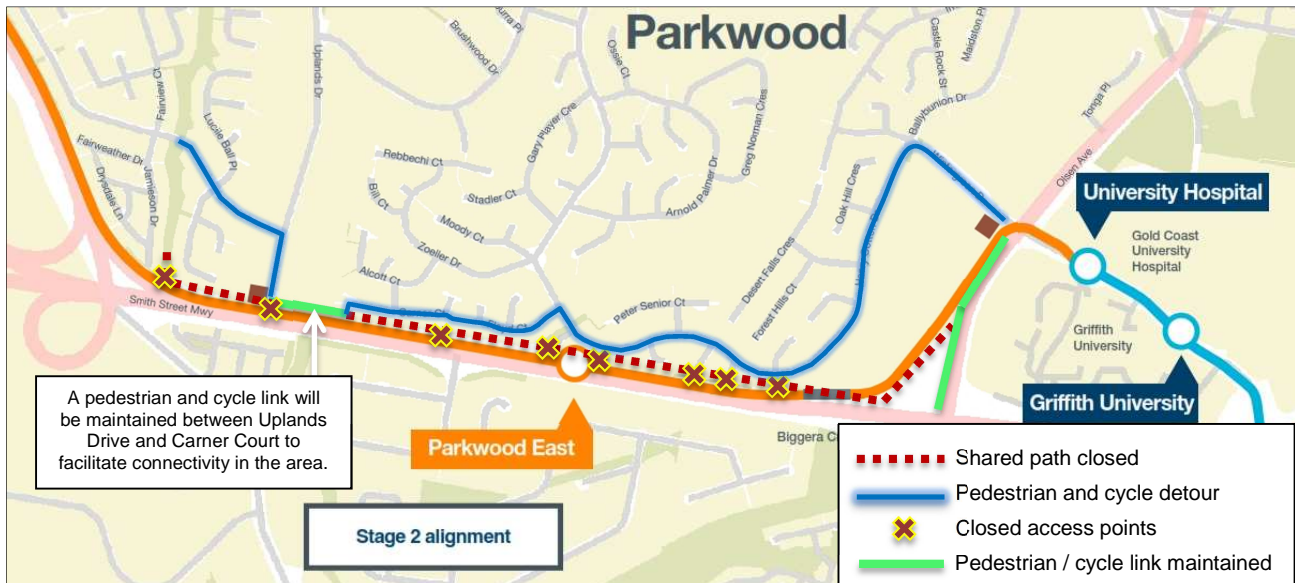 Parkwood
Uplands Dr
Brushwood Dr
Ossie Ct
Castle Rock St
Maidston Pl
Ballybunion Dr
Tonga Pl
Olsen Ave
Fairview Ct
Lucile Ball Pl
Fairweather Dr
Jamieson Dr
Drysdale Ln
Rebbechi Ct
Gary Player Cre
Greg Norman Cres
Stadler Ct
Bill Ct
Arnold Palmer Dr
Oak Hill Cres
Moody Ct
Zoeller Dr
Alcott Ct
Desert Falls Cres
Forest Hills Ct
Peter Senior Ct
Smith Street Mwy
University Hospital
Gold Coast
University
Hospital
Griffith
University
Griffith University
A pedestrian and cycle link will
be maintained between Uplands
Drive and Carner Court to
facilitate connectivity in the area.
Parkwood East
Biggera C
Stage 2 alignment
Shared path closed
Pedestrian and cycle detour
Closed access points
Pedestrian / cycle link maintained